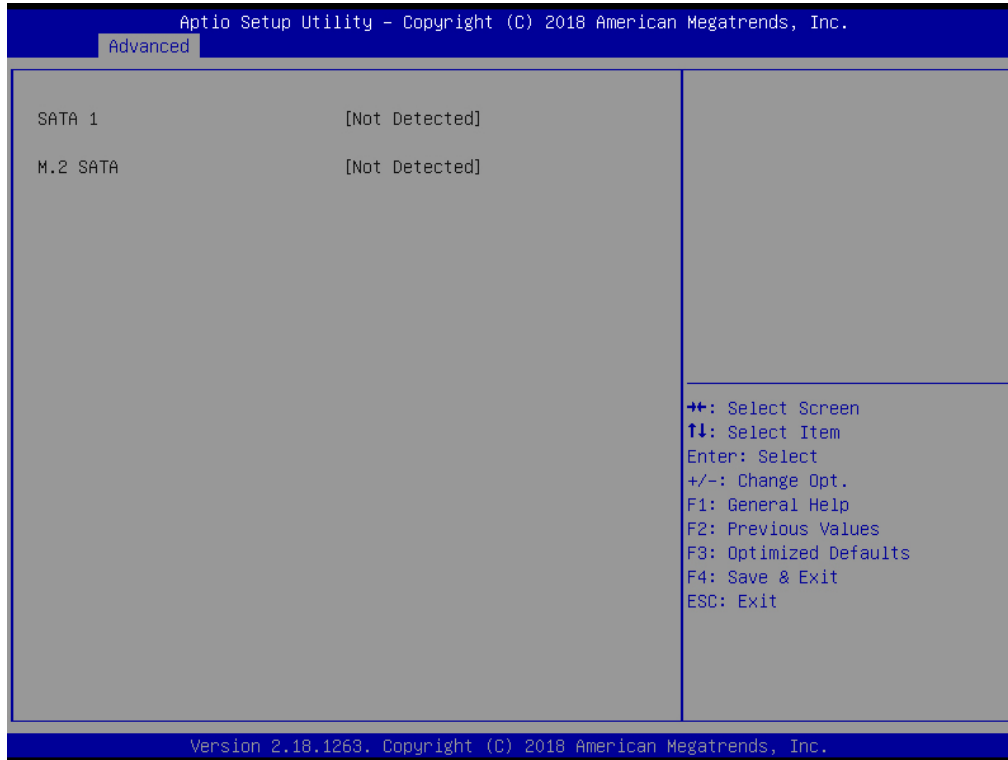 Aptio Setup Utility – Copyright (C) 2018 American Megatrends, Inc.
Advanced
SATA 1 [Not Detected]
M.2 SATA [Not Detected]
→←: Select Screen
↑↓: Select Item
Enter: Select
+/-: Change Opt.
F1: General Help
F2: Previous Values
F3: Optimized Defaults
F4: Save & Exit
ESC: Exit
Version 2.18.1263. Copyright (C) 2018 American Megatrends, Inc.